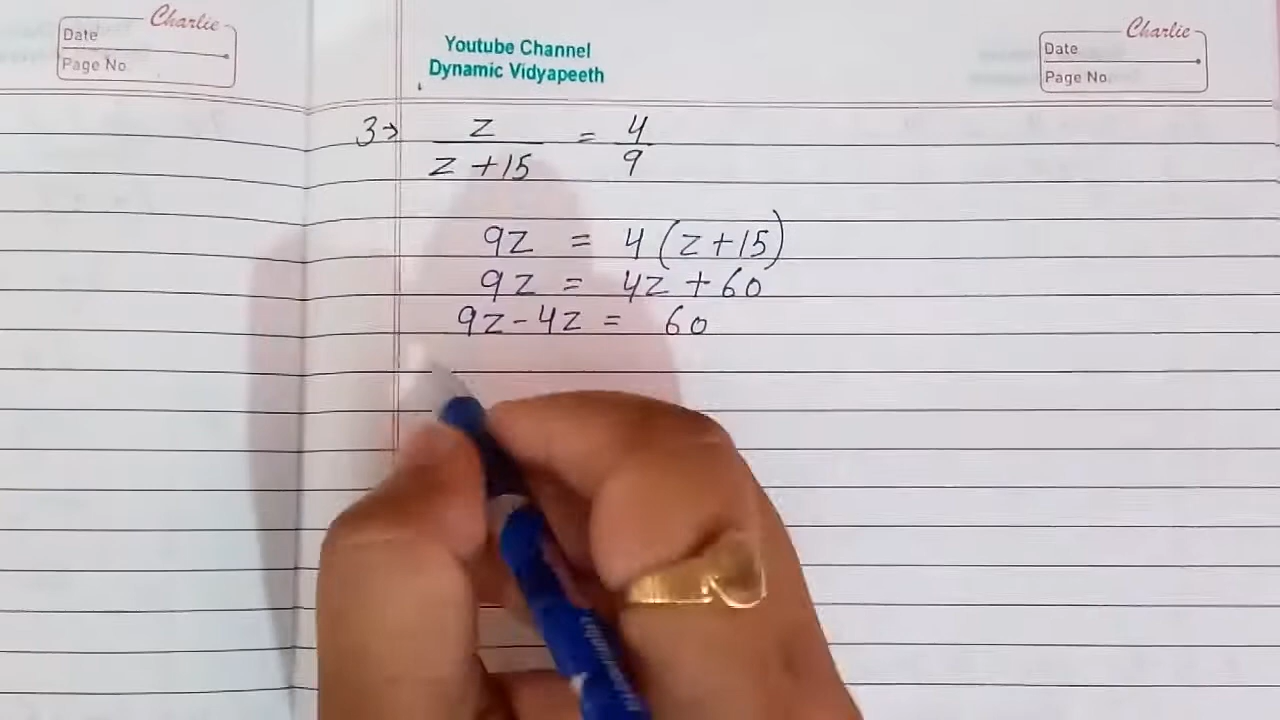 Charlie
Date
Page No.
Youtube Channel
Dynamic Vidyapeeth
Charlie
Date
Page No.
3→ z/(z+15) = 4/9
9z = 4(z+15)
9z = 4z + 60
9z - 4z = 60